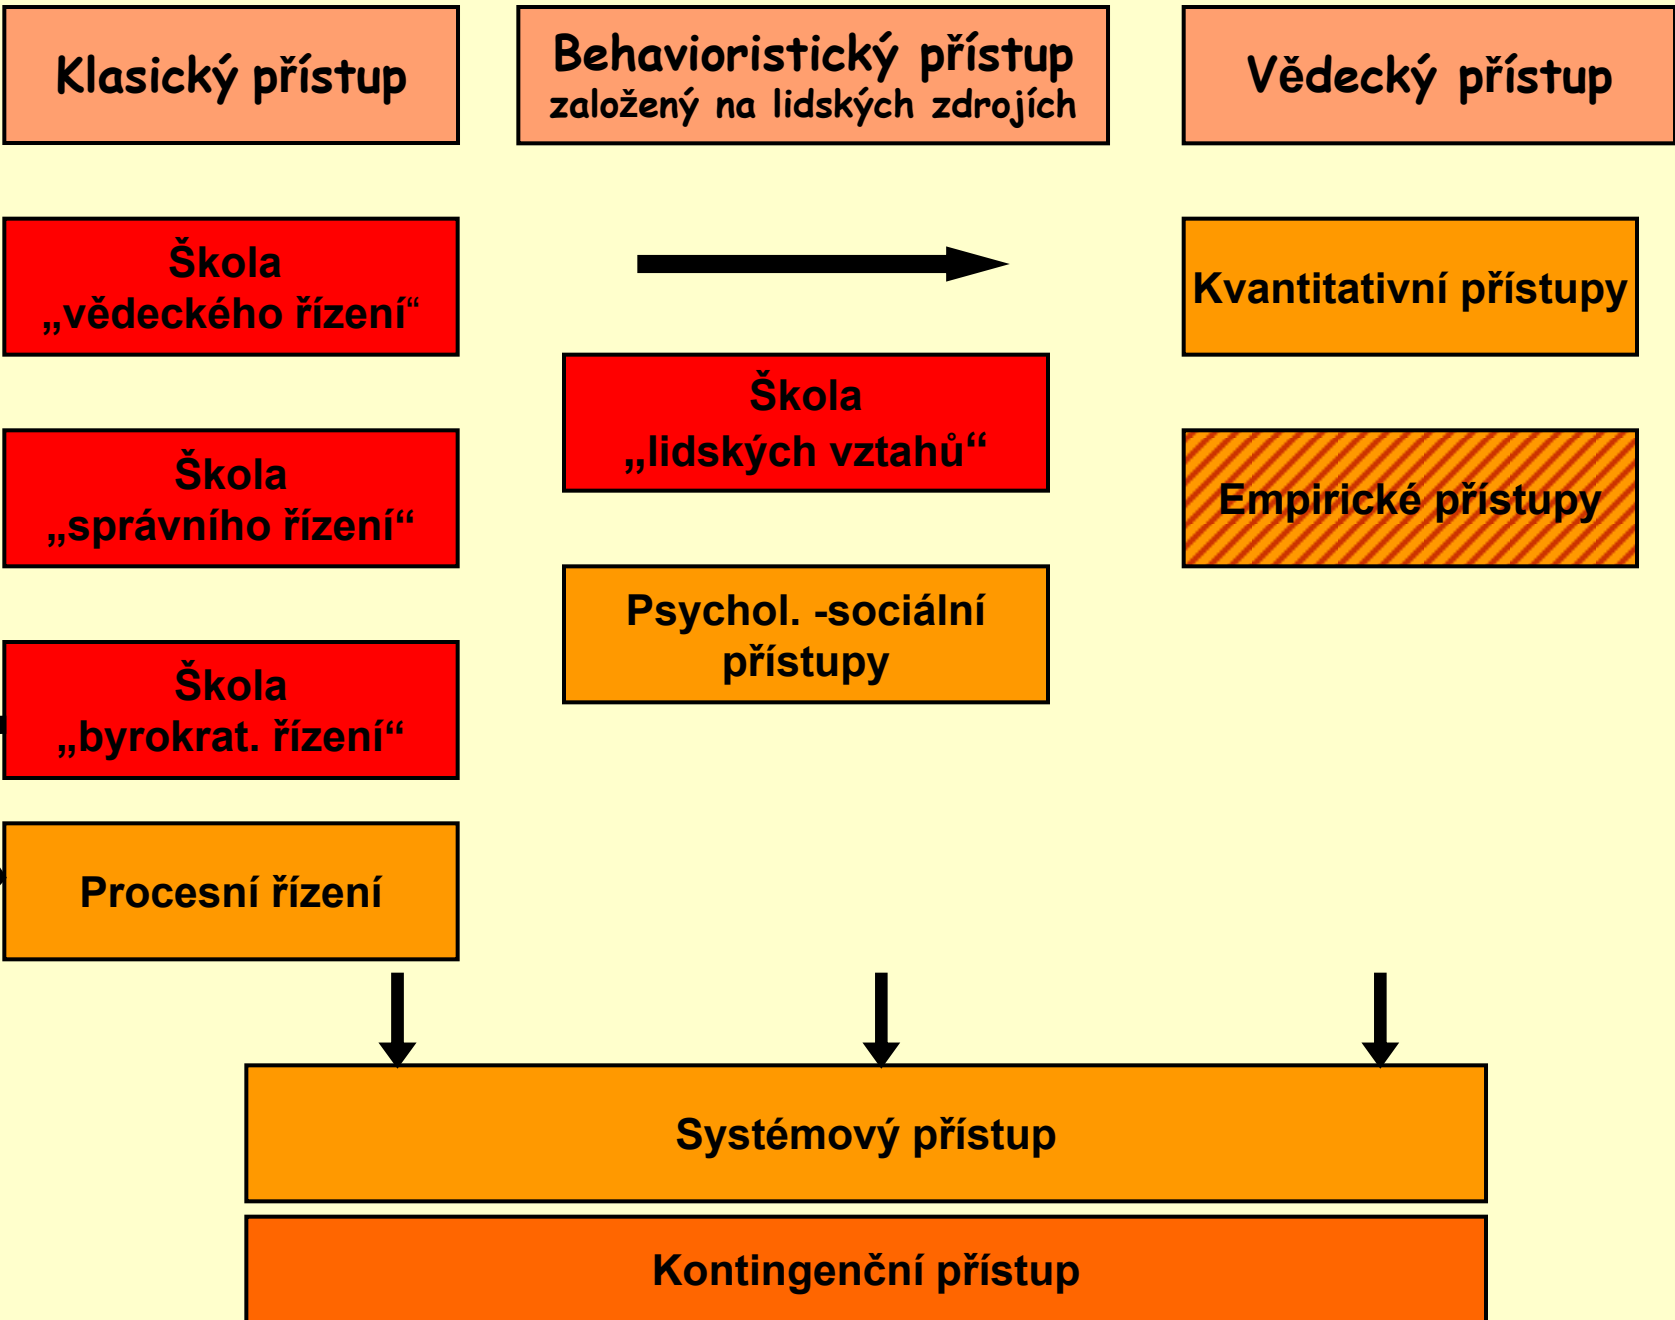 Klasický přístup
Behavioristický přístup
založený na lidských zdrojích
Vědecký přístup
Škola
„vědeckého řízení“
Kvantitativní přístupy
Škola
„lidských vztahů“
Škola
„správního řízení“
Empirické přístupy
Psychol. -sociální
přístupy
Škola
„byrokrat. řízení“
Procesní řízení
Systémový přístup
Kontingenční přístup